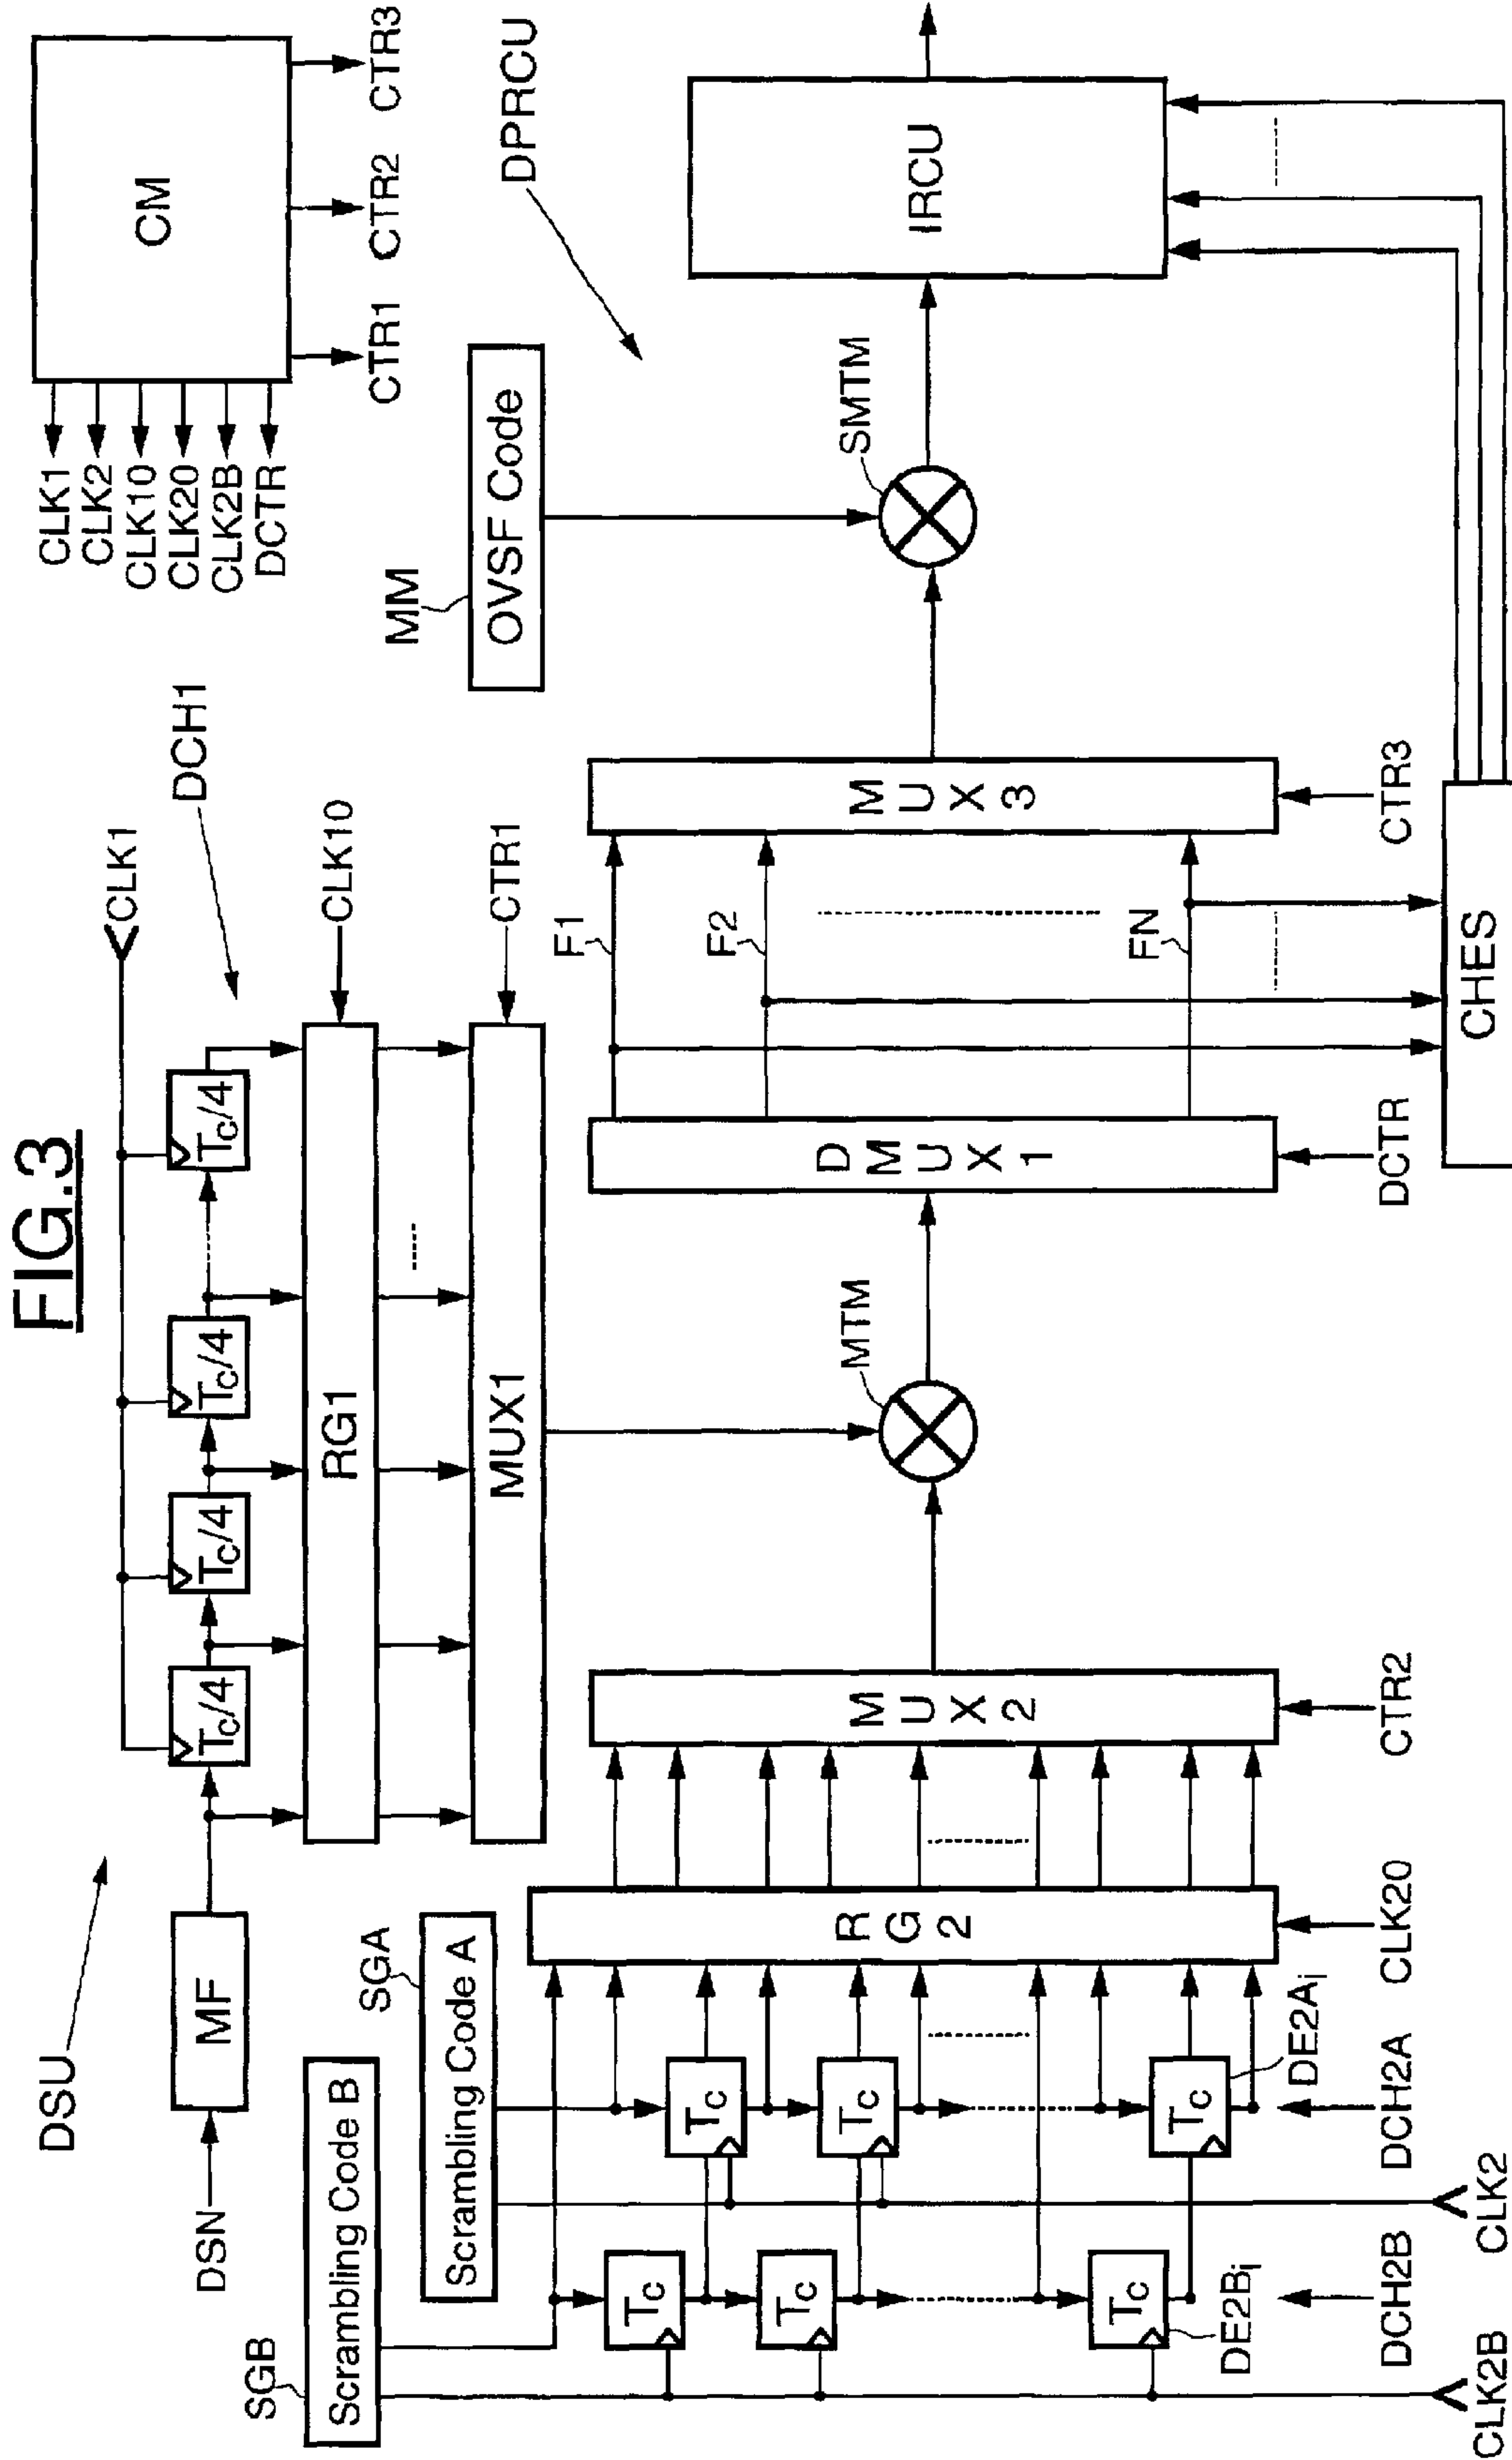 FIG.3
DSU
DSN
MF
Tc/4
Tc/4
Tc/4
Tc/4
CLK1
DCH1
RG1
CLK10
MUX1
CTR1
CM
CLK1
CLK2
CLK10
CLK20
CLK2B
DCTR
CTR1
CTR2
CTR3
SGB
Scrambling Code B
SGA
Scrambling Code A
MM
OVSF Code
DPRCU
Tc
Tc
Tc
Tc
Tc
Tc
DE2Bi
DE2Ai
RG2
MUX2
MTM
DMUX1
F1
F2
FN
MUX3
SMTM
IRCU
CLK2B
DCH2B
CLK2
DCH2A
CLK20
CTR2
DCTR
CTR3
CHES